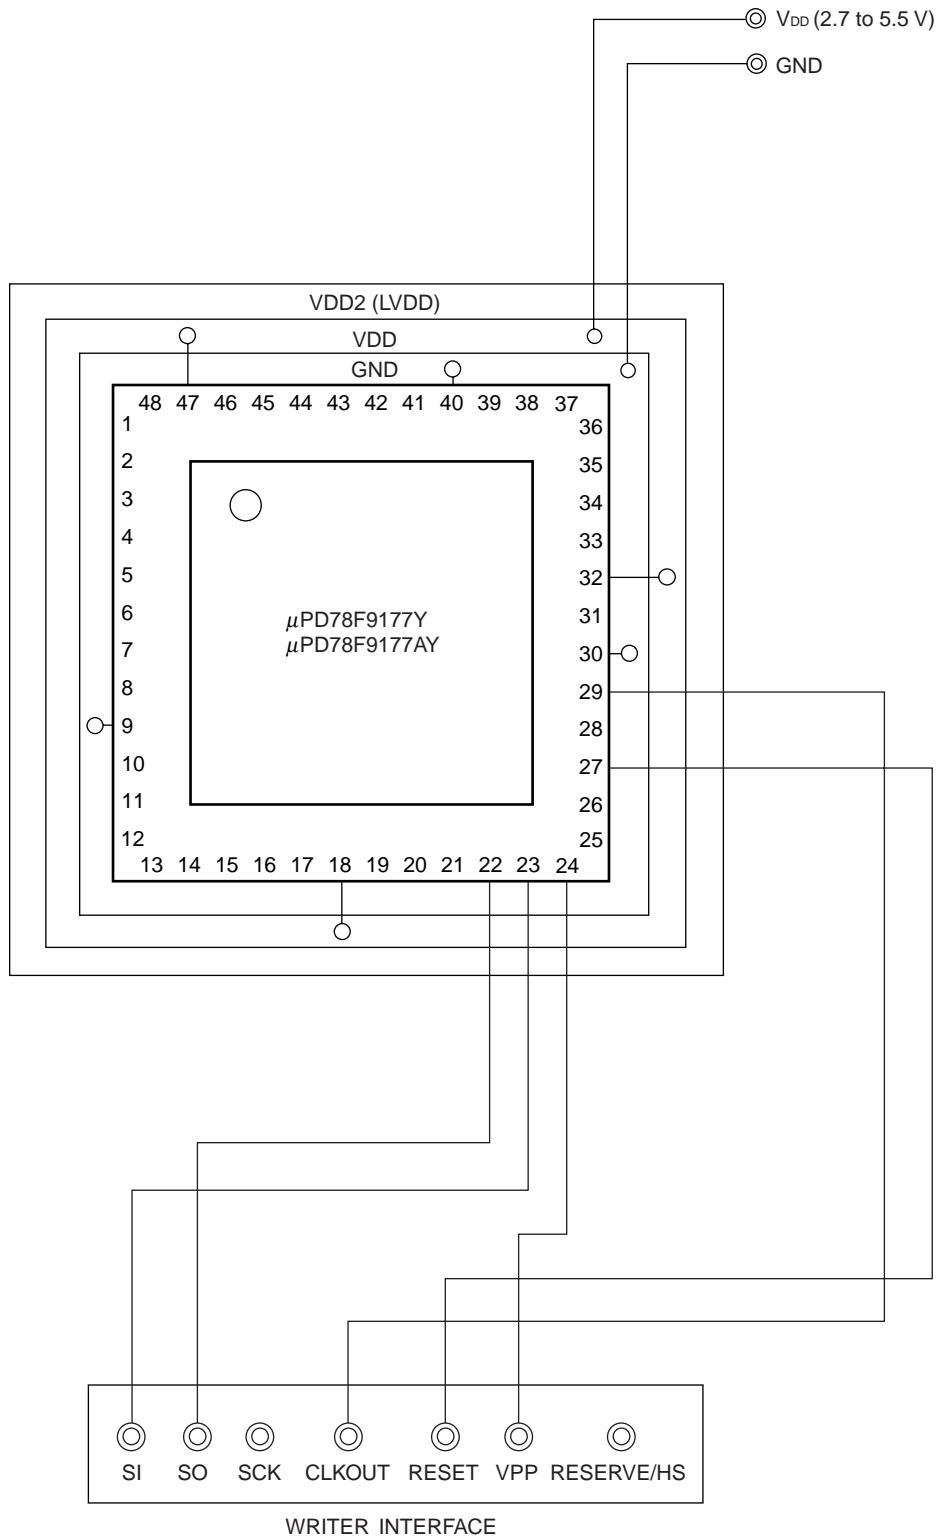 VDD (2.7 to 5.5 V)
GND
VDD2 (LVDD)
VDD
GND
48 47 46 45 44 43 42 41 40 39 38 37
1
2
3
4
5
6
7
8
9
10
11
12
36
35
34
33
32
31
30
29
28
27
26
25
μPD78F9177Y
μPD78F9177AY
13 14 15 16 17 18 19 20 21 22 23 24
SI SO SCK CLKOUT RESET VPP RESERVE/HS
WRITER INTERFACE